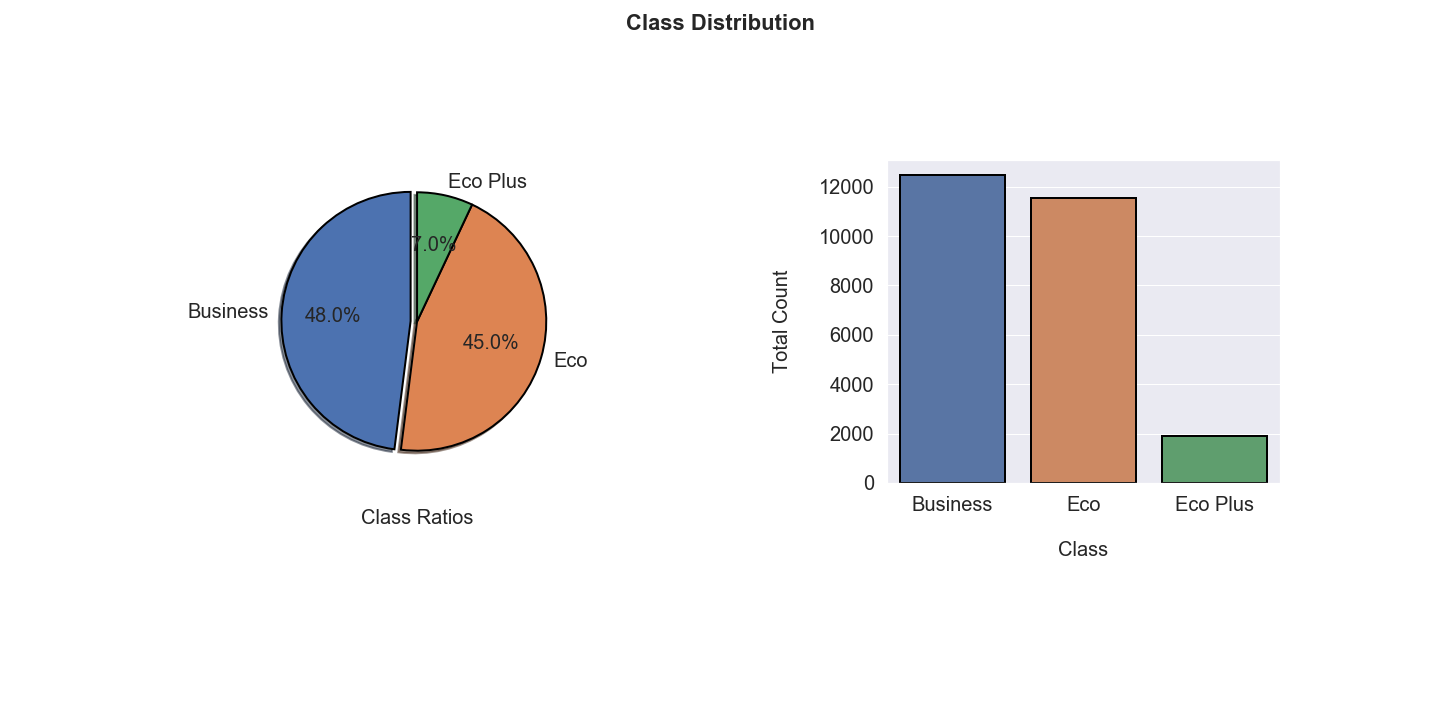 Class Distribution
Eco Plus
7.0%
Business
48.0%
45.0%
Eco
Class Ratios
Total Count
12000
10000
8000
6000
4000
2000
0
Business Eco Eco Plus
Class